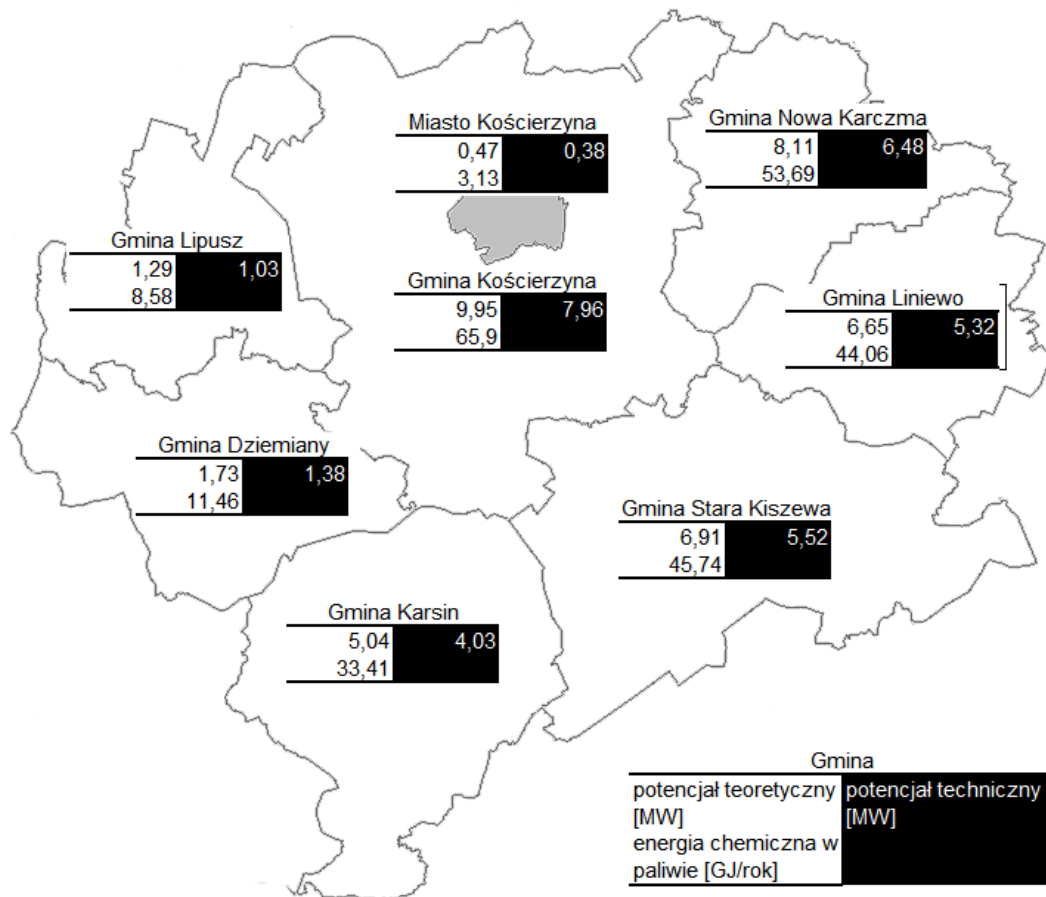 Miasto Kościerzyna
0,47 0,38
3,13
Gmina Nowa Karczma
8,11 6,48
53,69
Gmina Lipusz
1,29 1,03
8,58
Gmina Kościerzyna
9,95 7,96
65,9
Gmina Liniewo
6,65 5,32
44,06
Gmina Dziemiany
1,73 1,38
11,46
Gmina Stara Kiszewa
6,91 5,52
45,74
Gmina Karsin
5,04 4,03
33,41
Gmina
potencjał teoretyczny potencjał techniczny
[MW] [MW]
energia chemiczna w
paliwie [GJ/rok]